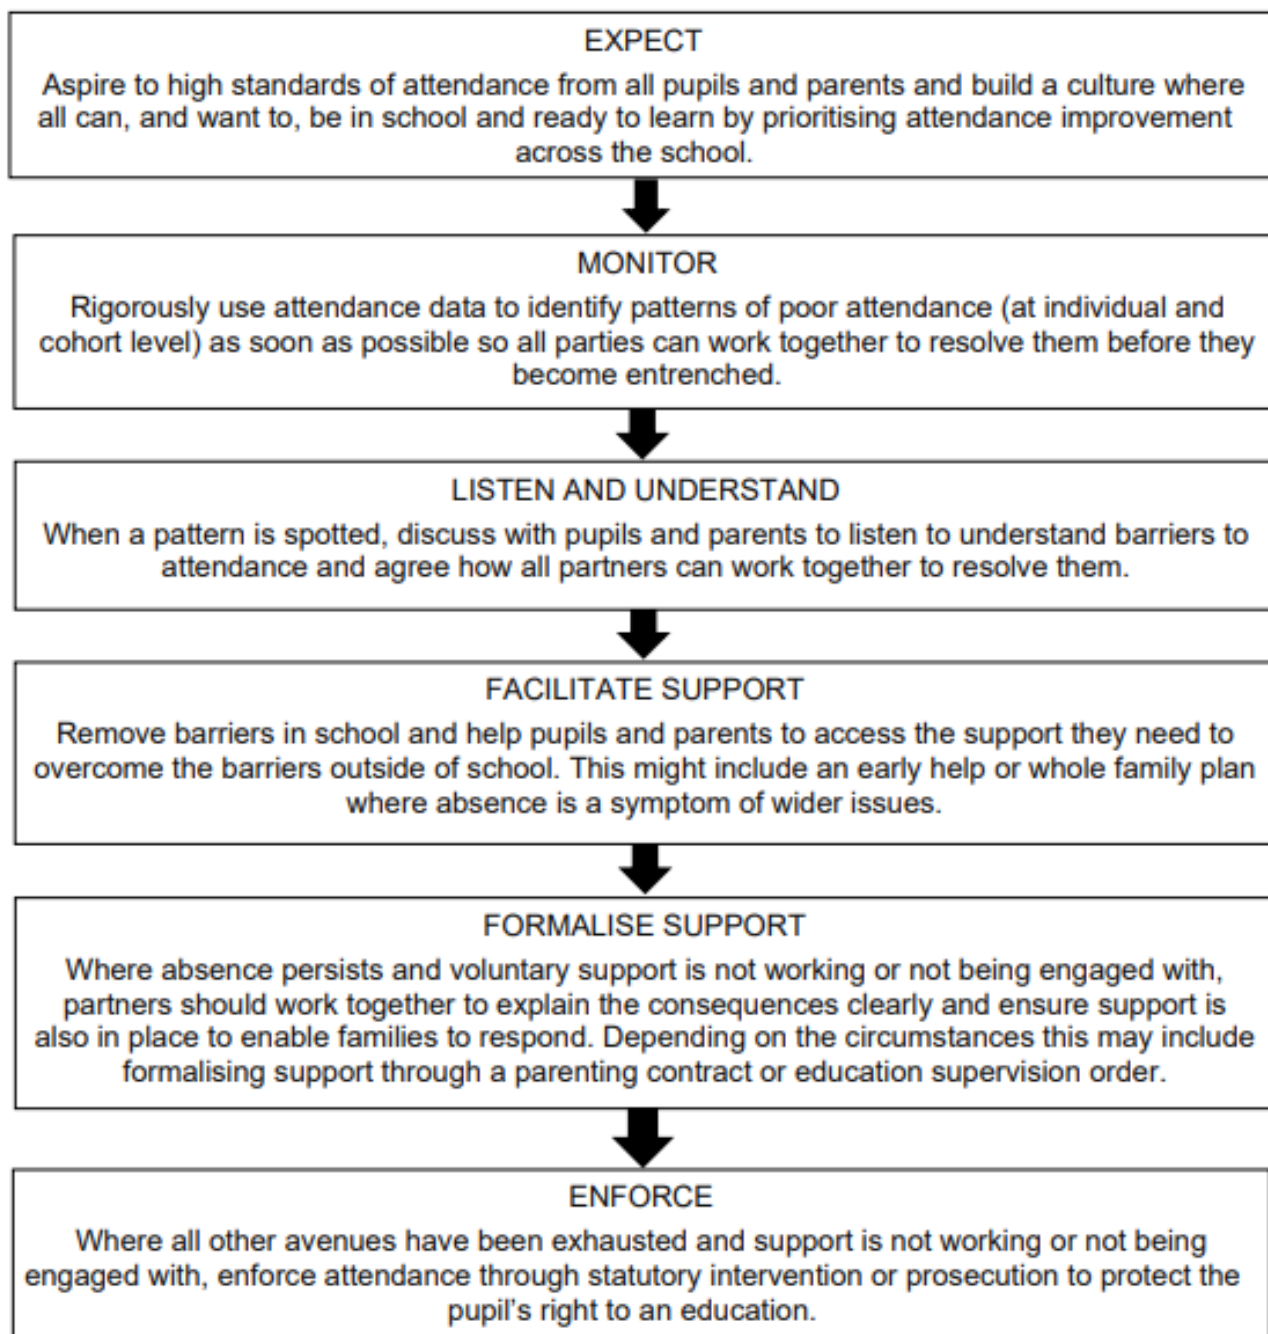 EXPECT
Aspire to high standards of attendance from all pupils and parents and build a culture where
all can, and want to, be in school and ready to learn by prioritising attendance improvement
across the school.
MONITOR
Rigorously use attendance data to identify patterns of poor attendance (at individual and
cohort level) as soon as possible so all parties can work together to resolve them before they
become entrenched.
LISTEN AND UNDERSTAND
When a pattern is spotted, discuss with pupils and parents to listen to understand barriers to
attendance and agree how all partners can work together to resolve them.
FACILITATE SUPPORT
Remove barriers in school and help pupils and parents to access the support they need to
overcome the barriers outside of school. This might include an early help or whole family plan
where absence is a symptom of wider issues.
FORMALISE SUPPORT
Where absence persists and voluntary support is not working or not being engaged with,
partners should work together to explain the consequences clearly and ensure support is
also in place to enable families to respond. Depending on the circumstances this may include
formalising support through a parenting contract or education supervision order.
ENFORCE
Where all other avenues have been exhausted and support is not working or not being
engaged with, enforce attendance through statutory intervention or prosecution to protect the
pupil's right to an education.